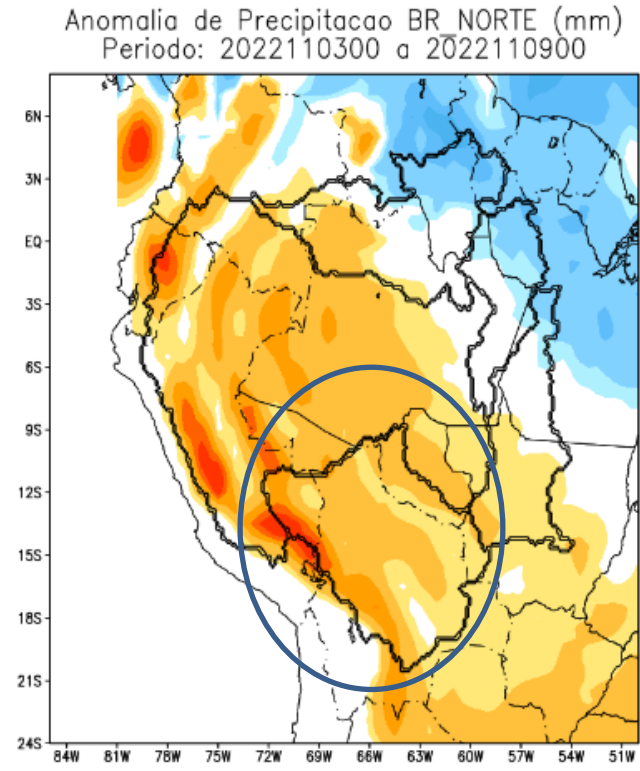 Anomalia de Precipitacao BR_NORTE (mm)
Periodo: 2022110300 a 2022110900
6N
3N
EQ
3S
6S
9S
12S
15S
18S
21S
24S
84W 81W 78W 75W 72W 69W 66W 63W 60W 57W 54W 51W